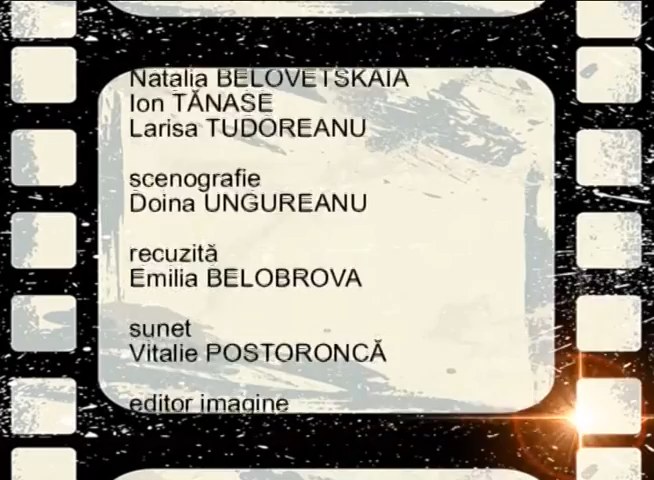 Natalia BELOVETSKAIA
Ion TĂNASE
Larisa TUDOREANU
scenografie
Doina UNGUREANU
recuzită
Emilia BELOBROVA
sunet
Vitalie POSTORONCĂ
editor imagine